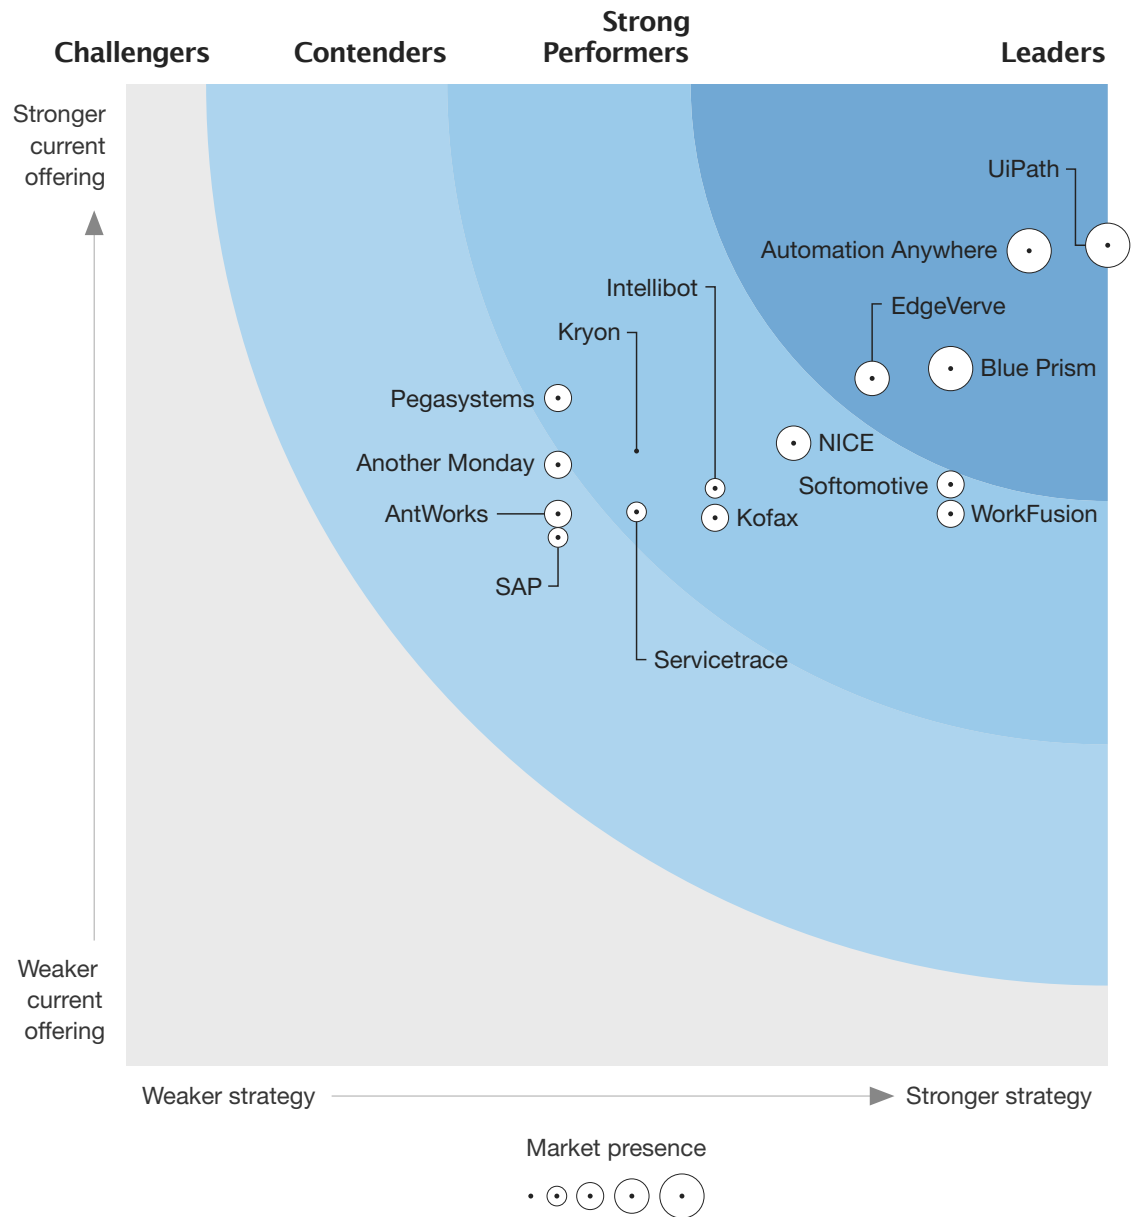 Challengers
Contenders
Strong
Performers
Leaders
Stronger
current
offering
UiPath
Automation Anywhere
Intellibot
EdgeVerve
Kryon
Blue Prism
Pegasystems
NICE
Another Monday
Softomotive
AntWorks
Kofax
WorkFusion
SAP
Servicetrace
Weaker
current
offering
Weaker strategy
Stronger strategy
Market presence